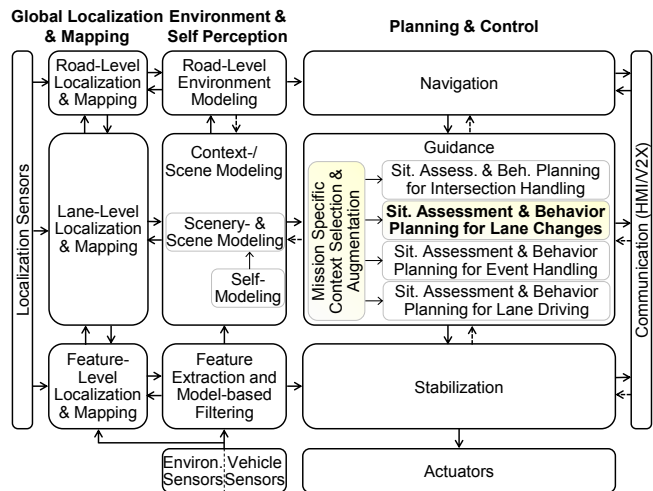 Global Localization
& Mapping
Environment &
Self Perception
Planning & Control
Localization Sensors
Road-Level
Localization
& Mapping
Road-Level
Environment
Modeling
Navigation
Communication (HMI/V2X)
Lane-Level
Localization
& Mapping
Context-/
Scene Modeling
Scenery- &
Scene Modeling
Self-
Modeling
Guidance
Mission Specific
Context Selection &
Augmentation
Sit. Assess. & Beh. Planning
for Intersection Handling
Sit. Assessment & Behavior
Planning for Lane Changes
Sit. Assessment & Behavior
Planning for Event Handling
Sit. Assessment & Behavior
Planning for Lane Driving
Feature-
Level
Localization
& Mapping
Feature
Extraction and
Model-based
Filtering
Stabilization
Environ.
Sensors
Vehicle
Sensors
Actuators